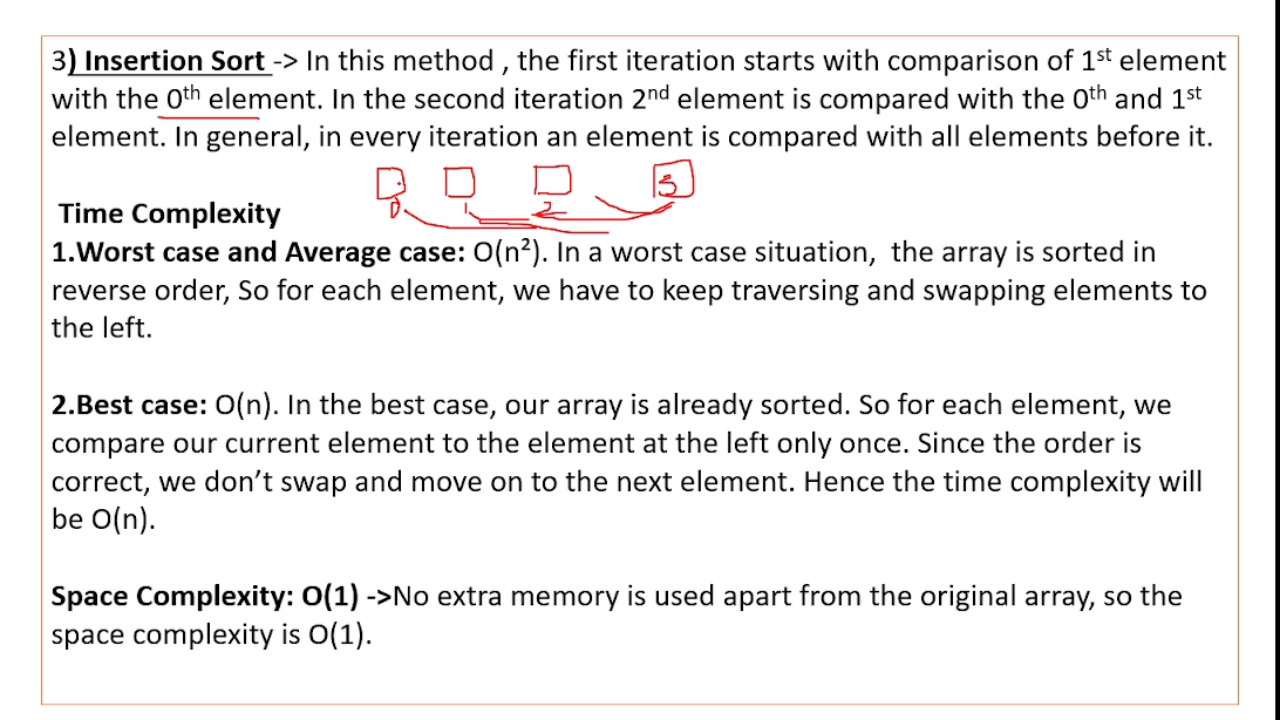 3) Insertion Sort -> In this method , the first iteration starts with comparison of 1st element
with the 0th element. In the second iteration 2nd element is compared with the 0th and 1st
element. In general, in every iteration an element is compared with all elements before it.
0 1 2
Time Complexity
1.Worst case and Average case: O(n²). In a worst case situation,  the array is sorted in
reverse order, So for each element, we have to keep traversing and swapping elements to
the left.
2.Best case: O(n). In the best case, our array is already sorted. So for each element, we
compare our current element to the element at the left only once. Since the order is
correct, we don’t swap and move on to the next element. Hence the time complexity will
be O(n).
Space Complexity: O(1) ->No extra memory is used apart from the original array, so the
space complexity is O(1).